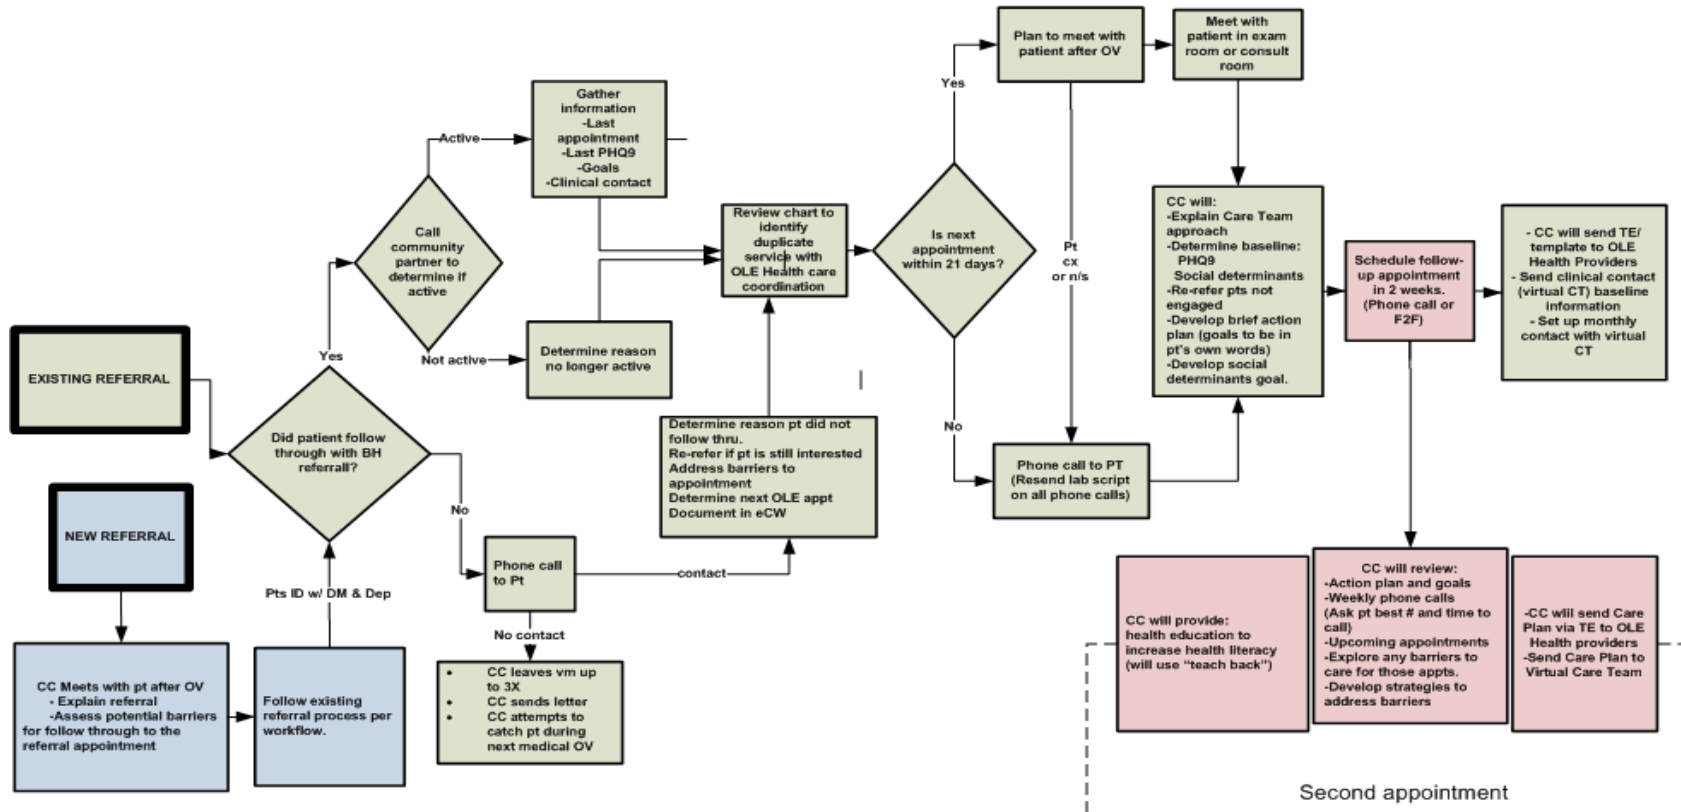 EXISTING REFERRAL
NEW REFERRAL
CC Meets with pt after OV
- Explain referral
-Assess potential barriers
for follow through to the
referral appointment
Follow existing
referral process per
workflow.
Pts ID w/ DM & Dep
Did patient follow
through with BH
referrall?
Yes
No
Call
community
partner to
determine if
active
Active
Not active
Gather
information
-Last
appointment
-Last PHQ9
-Goals
-Clinical contact
Determine reason
no longer active
Phone call
to Pt
contact
No contact
• CC leaves vm up
to 3X
• CC sends letter
• CC attempts to
catch pt during
next medical OV
Determine reason pt did not
follow thru.
Re-refer if pt is still interested
Address barriers to
appointment
Determine next OLE appt
Document in eCW
Review chart to
identify
duplicate
service with
OLE Health care
coordination
Is next
appointment
within 21 days?
Yes
No
Plan to meet with
patient after OV
Pt
cx
or n/s
Meet with
patient in exam
room or consult
room
Phone call to PT
(Resend lab script
on all phone calls)
CC will:
-Explain Care Team
approach
-Determine baseline:
PHQ9
Social determinants
-Re-refer pts not
engaged
-Develop brief action
plan (goals to be in
pt's own words)
-Develop social
determinants goal.
Schedule follow-
up appointment
in 2 weeks.
(Phone call or
F2F)
- CC will send TE/
template to OLE
Health Providers
- Send clinical contact
(virtual CT) baseline
information
- Set up monthly
contact with virtual
CT
CC will provide:
health education to
increase health literacy
(will use “teach back”)
CC will review:
-Action plan and goals
-Weekly phone calls
(Ask pt best # and time to
call)
-Upcoming appointments
-Explore any barriers to
care for those appts.
-Develop strategies to
address barriers
-CC will send Care
Plan via TE to OLE
Health providers
-Send Care Plan to
Virtual Care Team
Second appointment